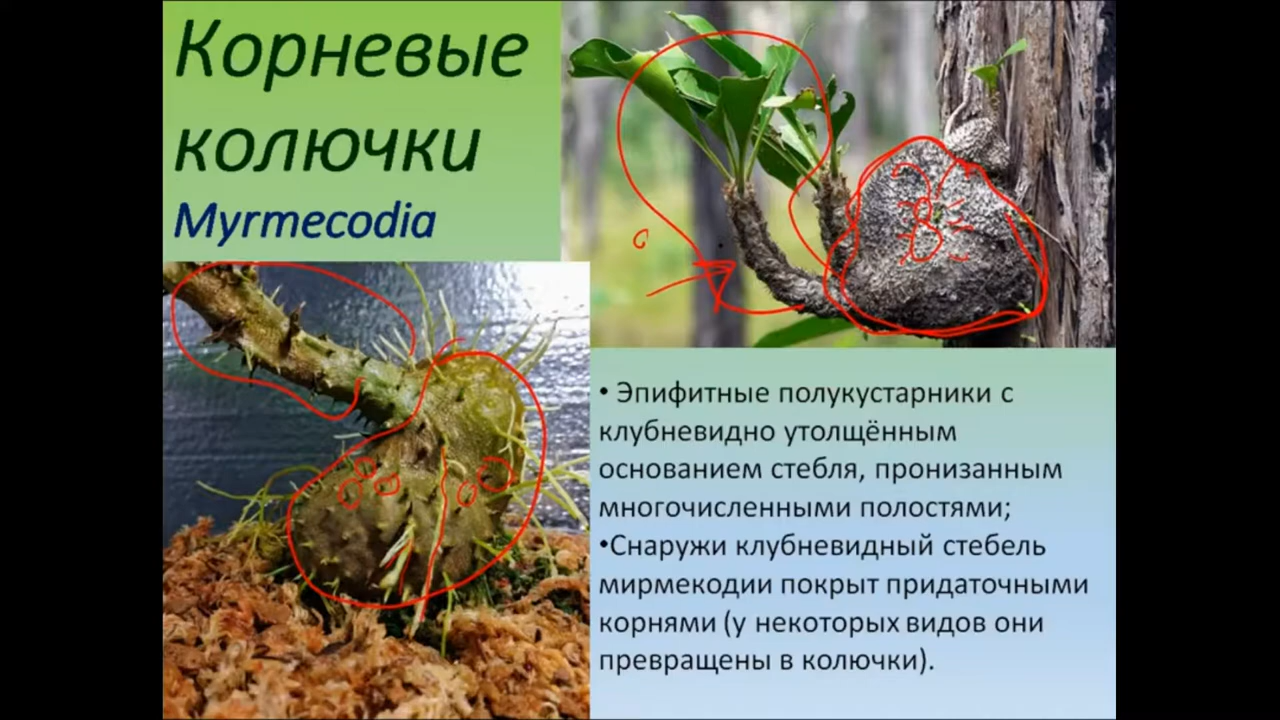 Корневые
колючки
Myrmecodia
• Эпифитные полукустарники с
клубневидно утолщённым
основанием стебля, пронизанным
многочисленными полостями;
•Снаружи клубневидный стебель
мирмекодии покрыт придаточными
корнями (у некоторых видов они
превращены в колючки).